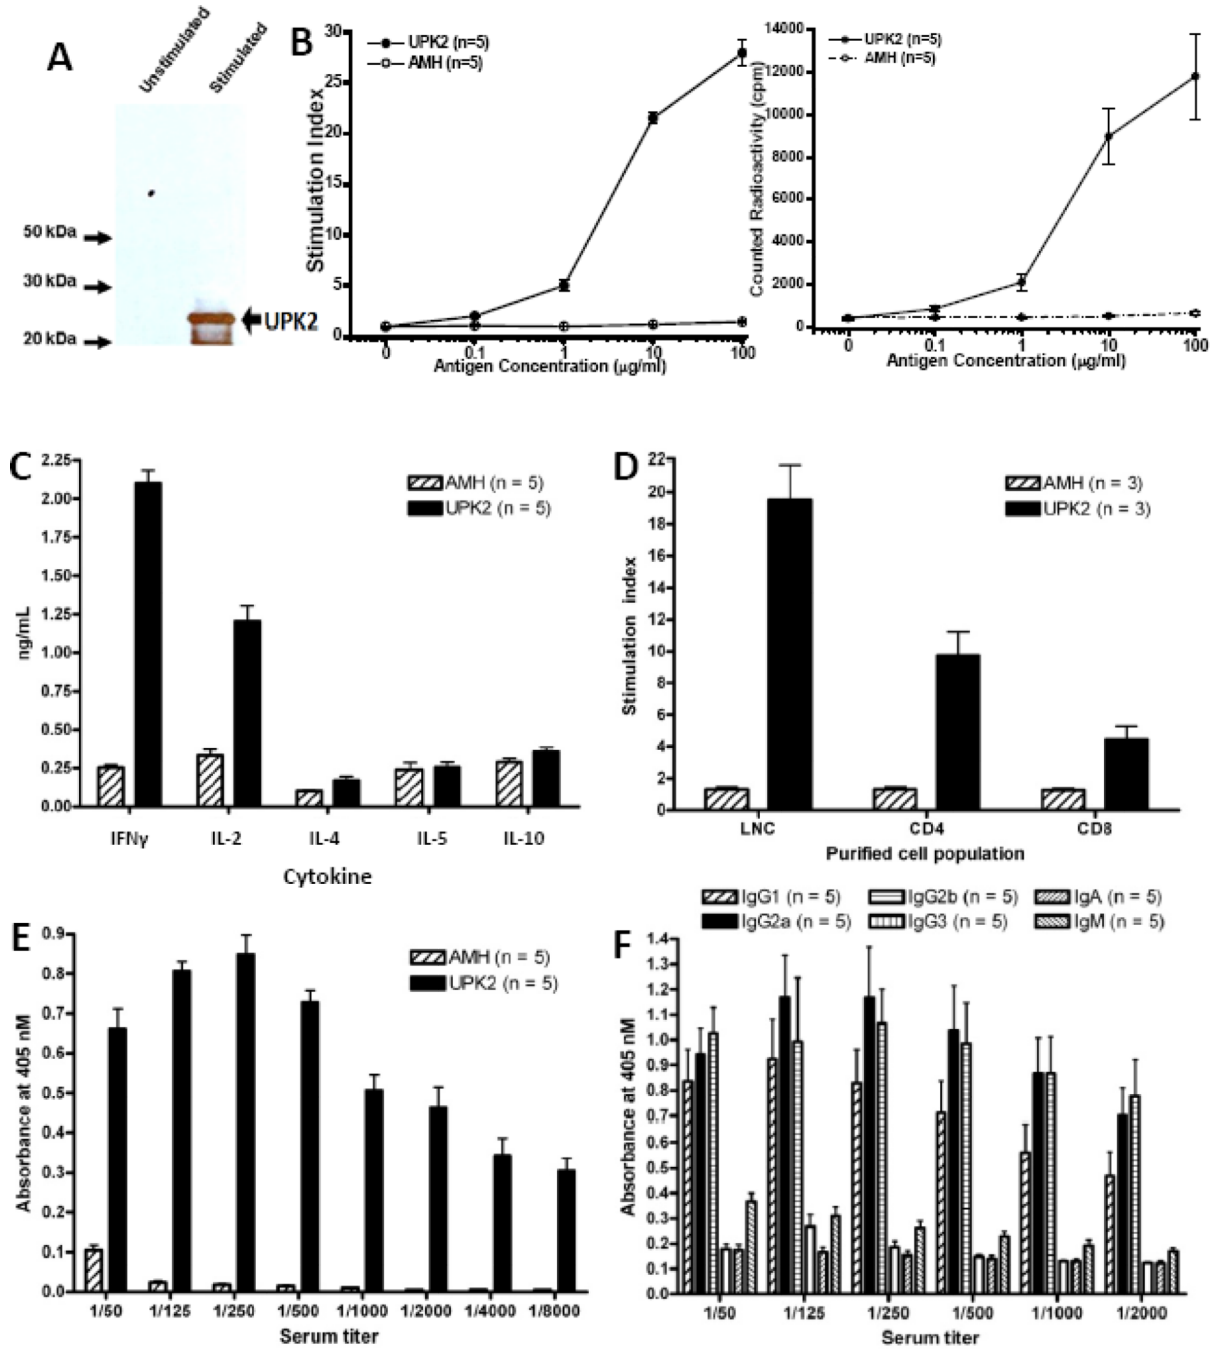 A
Unstimulated
Stimulated
50 kDa
30 kDa
20 kDa
UPK2
B
UPK2 (n=5)
AMH (n=5)
Stimulation Index
30
25
20
15
10
5
0
0 0.1 1 10 100
Antigen Concentration (µg/ml)
UPK2 (n=5)
AMH (n=5)
Counted Radioactivity (cpm)
14000
12000
10000
8000
6000
4000
2000
0
0 0.1 1 10 100
Antigen Concentration (µg/ml)
C
AMH (n = 5)
UPK2 (n = 5)
ng/mL
2.25
2.00
1.75
1.50
1.25
1.00
0.75
0.50
0.25
0.00
IFNγ IL-2 IL-4 IL-5 IL-10
Cytokine
D
AMH (n = 3)
UPK2 (n = 3)
Stimulation index
22
20
18
16
14
12
10
8
6
4
2
0
LNC CD4 CD8
Purified cell population
E
AMH (n = 5)
UPK2 (n = 5)
Absorbance at 405 nM
0.9
0.8
0.7
0.6
0.5
0.4
0.3
0.2
0.1
0.0
1/50 1/125 1/250 1/500 1/1000 1/2000 1/4000 1/8000
Serum titer
F
IgG1 (n = 5) IgG2b (n = 5) IgA (n = 5)
IgG2a (n = 5) IgG3 (n = 5) IgM (n = 5)
Absorbance at 405 nM
1.4
1.3
1.2
1.1
1.0
0.9
0.8
0.7
0.6
0.5
0.4
0.3
0.2
0.1
0.0
1/50 1/125 1/250 1/500 1/1000 1/2000
Serum titer